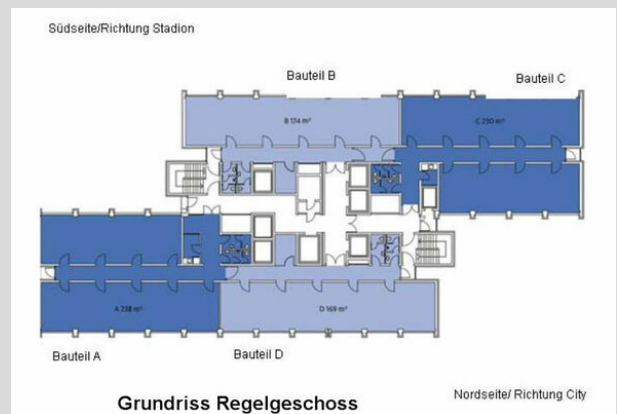 Südseite/Richtung Stadion
Bauteil B
Bauteil C
B 174 m²
C 230 m²
A 238 m²
D 169 m²
Bauteil A
Bauteil D
Grundriss Regelgeschoss
Nordseite/ Richtung City